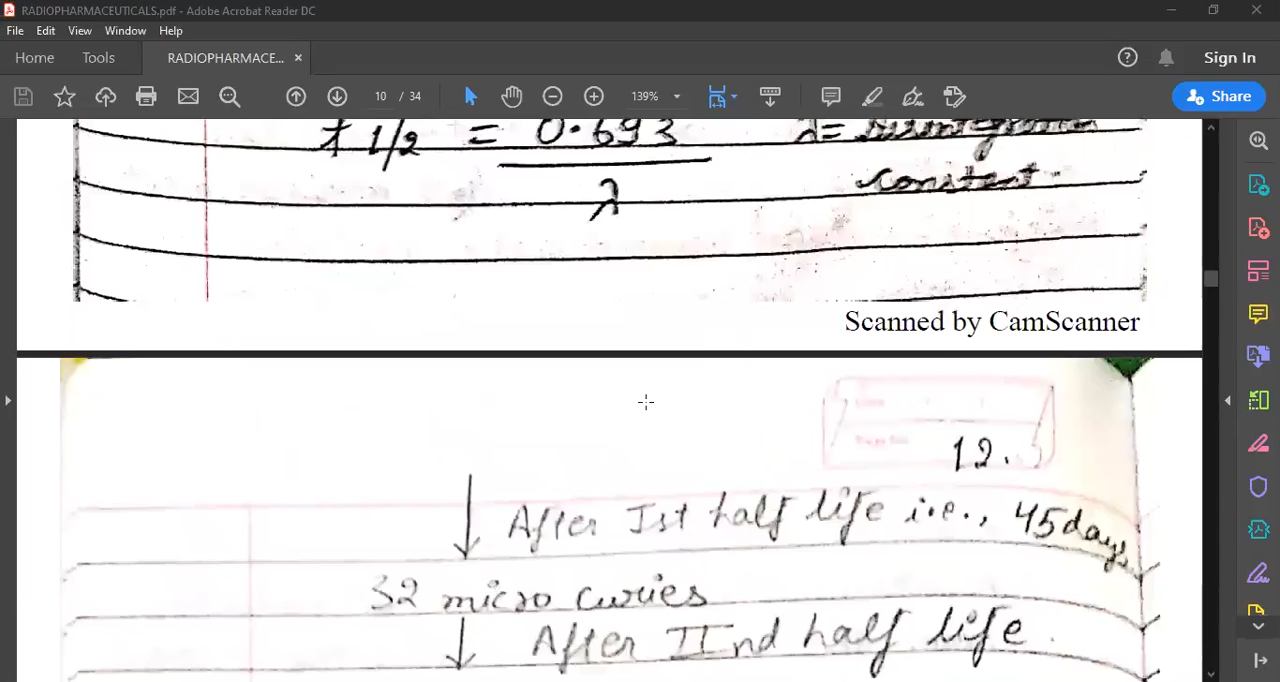 RADIOPHARMACEUTICALS.pdf - Adobe Acrobat Reader DC
File Edit View Window Help
Home Tools RADIOPHARMACE... × Sign In
10 / 34 139% Share
t 1/2 = 0.693 λ=
λ constant.
Scanned by CamScanner
12.
↓ After Ist half life i.e., 45days
32 micro curies
↓ After IInd half life.